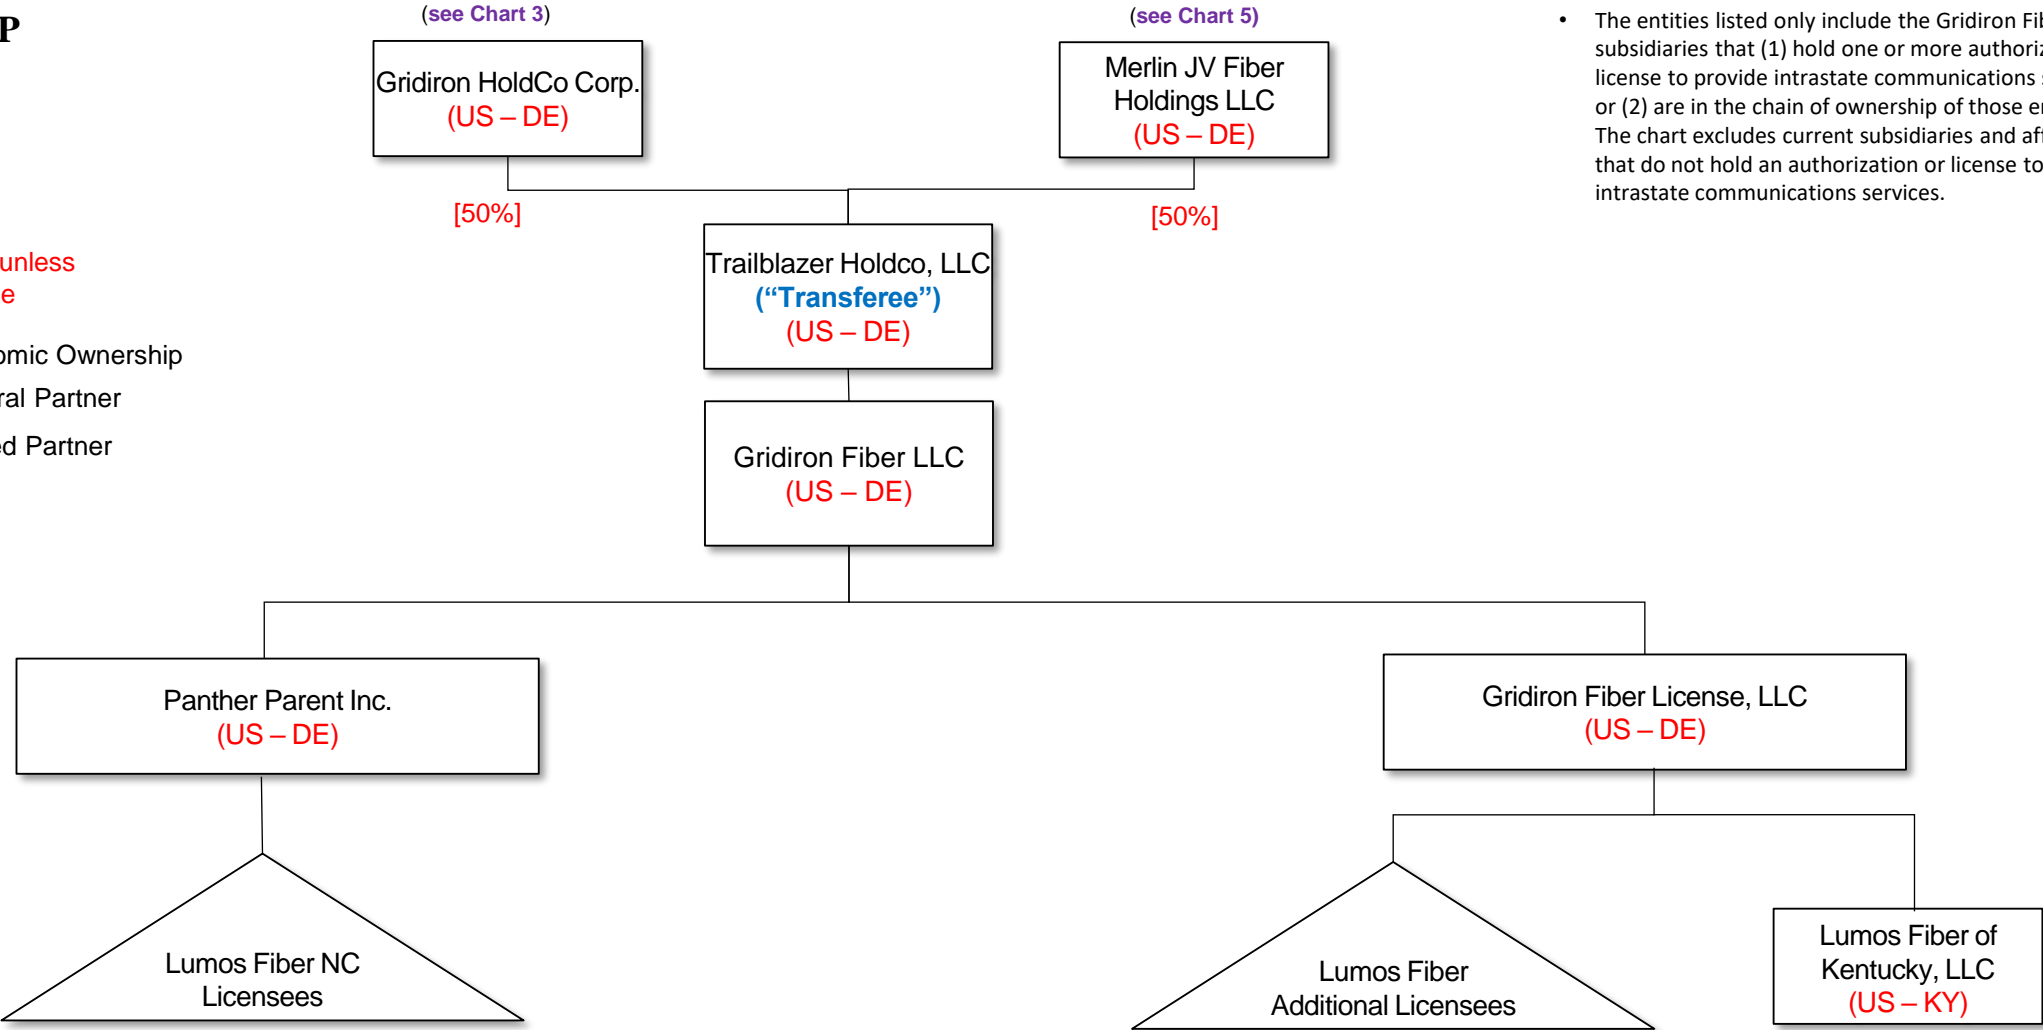 P
(see Chart 3)
(see Chart 5)
Gridiron HoldCo Corp.
(US – DE)
Merlin JV Fiber
Holdings LLC
(US – DE)
• The entities listed only include the Gridiron Fib
subsidiaries that (1) hold one or more authoriz
license to provide intrastate communications s
or (2) are in the chain of ownership of those en
The chart excludes current subsidiaries and aff
that do not hold an authorization or license to
intrastate communications services.
[50%]
[50%]
unless
e
omic Ownership
ral Partner
ed Partner
Trailblazer Holdco, LLC
(“Transferee”)
(US – DE)
Gridiron Fiber LLC
(US – DE)
Panther Parent Inc.
(US – DE)
Gridiron Fiber License, LLC
(US – DE)
Lumos Fiber NC
Licensees
Lumos Fiber
Additional Licensees
Lumos Fiber of
Kentucky, LLC
(US – KY)